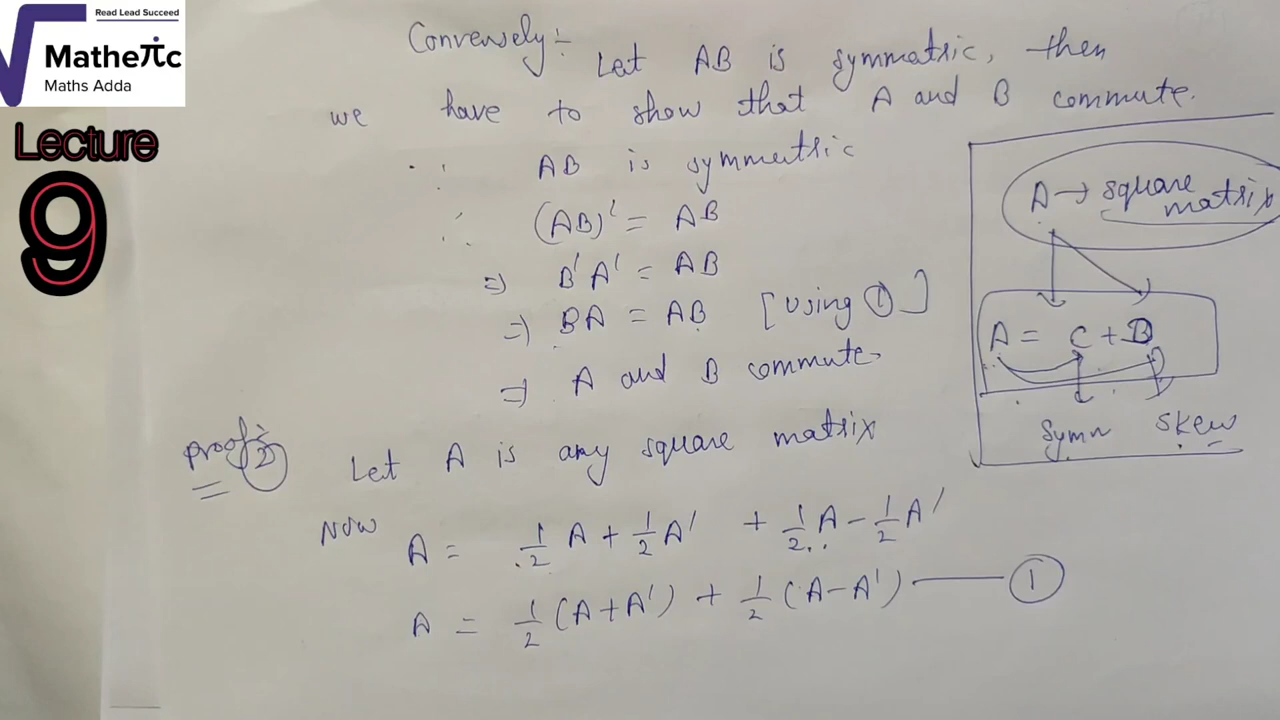 Read Lead Succeed
Matheπc
Maths Adda
Lecture
9
Conversely :-
Let AB is symmatric, then
we have to show that A and B commute.
∵ AB is symmetric
∴ (AB)' = AB
⇒ B'A' = AB
⇒ BA = AB [Using ①]
⇒ A and B commute.
Proof ②
Let A is any square matrix
Now A = 1/2 A + 1/2 A' + 1/2 A - 1/2 A'
A = 1/2 (A+A') + 1/2 (A-A') —— ①
A → square
matrix
A = C + B
Symm skew